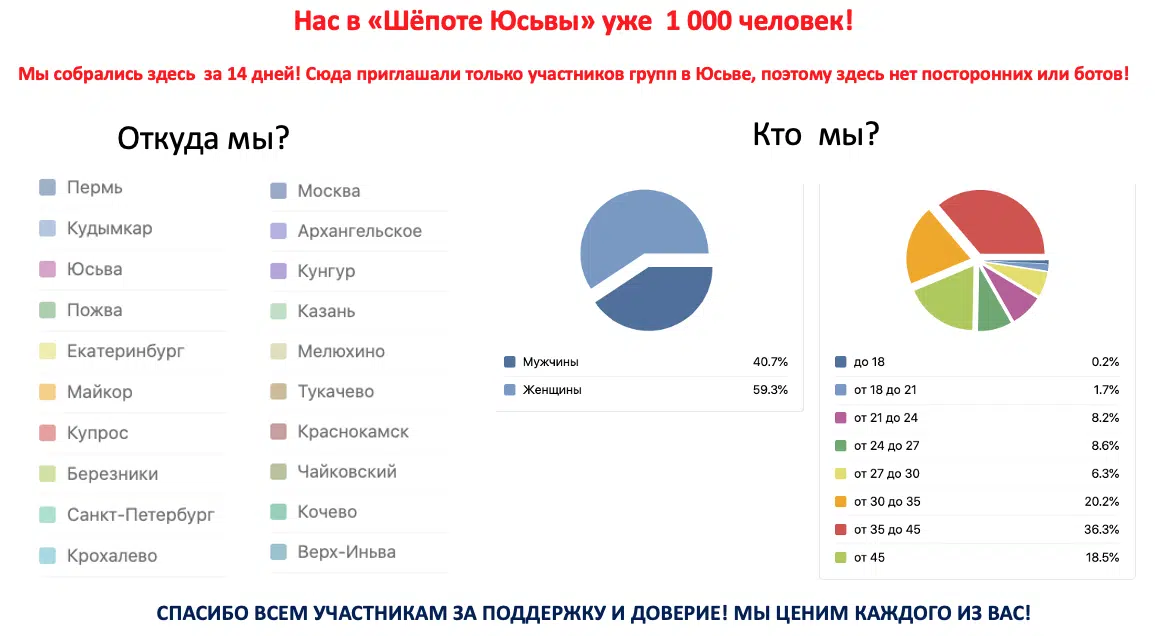 Нас в «Шёпоте Юсьвы» уже 1 000 человек!
Мы собрались здесь за 14 дней! Сюда приглашали только участников групп в Юсьве, поэтому здесь нет посторонних или ботов!
Откуда мы?
Пермь
Кудымкар
Юсьва
Пожва
Екатеринбург
Майкор
Купрос
Березники
Санкт-Петербург
Крохалево
Москва
Архангельское
Кунгур
Казань
Мелюхино
Тукачево
Краснокамск
Чайковский
Кочево
Верх-Иньва
Кто мы?
Мужчины 40.7%
Женщины 59.3%
до 18 0.2%
от 18 до 21 1.7%
от 21 до 24 8.2%
от 24 до 27 8.6%
от 27 до 30 6.3%
от 30 до 35 20.2%
от 35 до 45 36.3%
от 45 18.5%
СПАСИБО ВСЕМ УЧАСТНИКАМ ЗА ПОДДЕРЖКУ И ДОВЕРИЕ! МЫ ЦЕНИМ КАЖДОГО ИЗ ВАС!